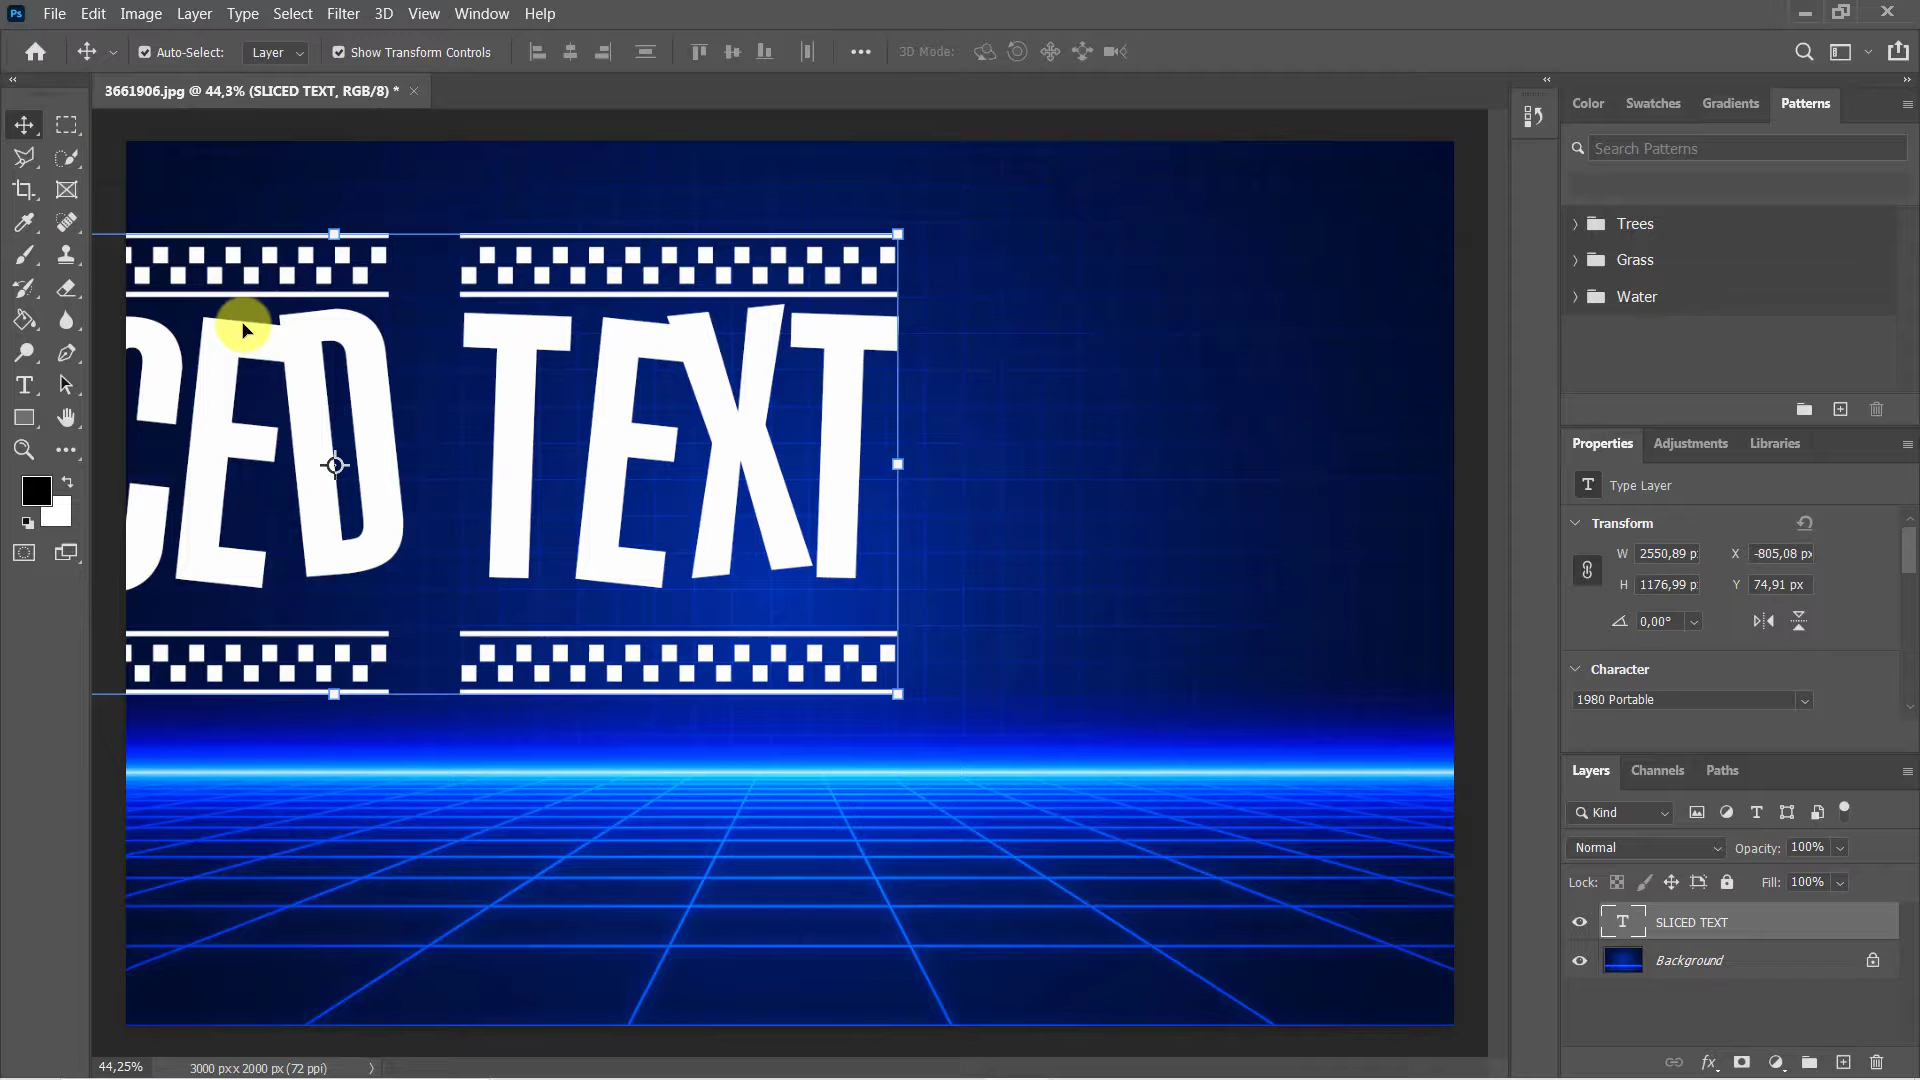 Ps File Edit Image Layer Type Select Filter 3D View Window Help
Auto-Select: Layer Show Transform Controls 3D Mode:
3661906.jpg @ 44,3% (SLICED TEXT, RGB/8) *
Color Swatches Gradients Patterns
Search Patterns
Trees
Grass
Water
CED TEXT
Properties Adjustments Libraries
T Type Layer
Transform
W 2550,89 p X -805,08 px
H 1176,99 p Y 74,91 px
0,00°
Character
1980 Portable
Layers Channels Paths
Kind
Normal Opacity: 100%
Lock: Fill: 100%
T SLICED TEXT
Background
fx
44,25% 3000 px x 2000 px (72 ppi)